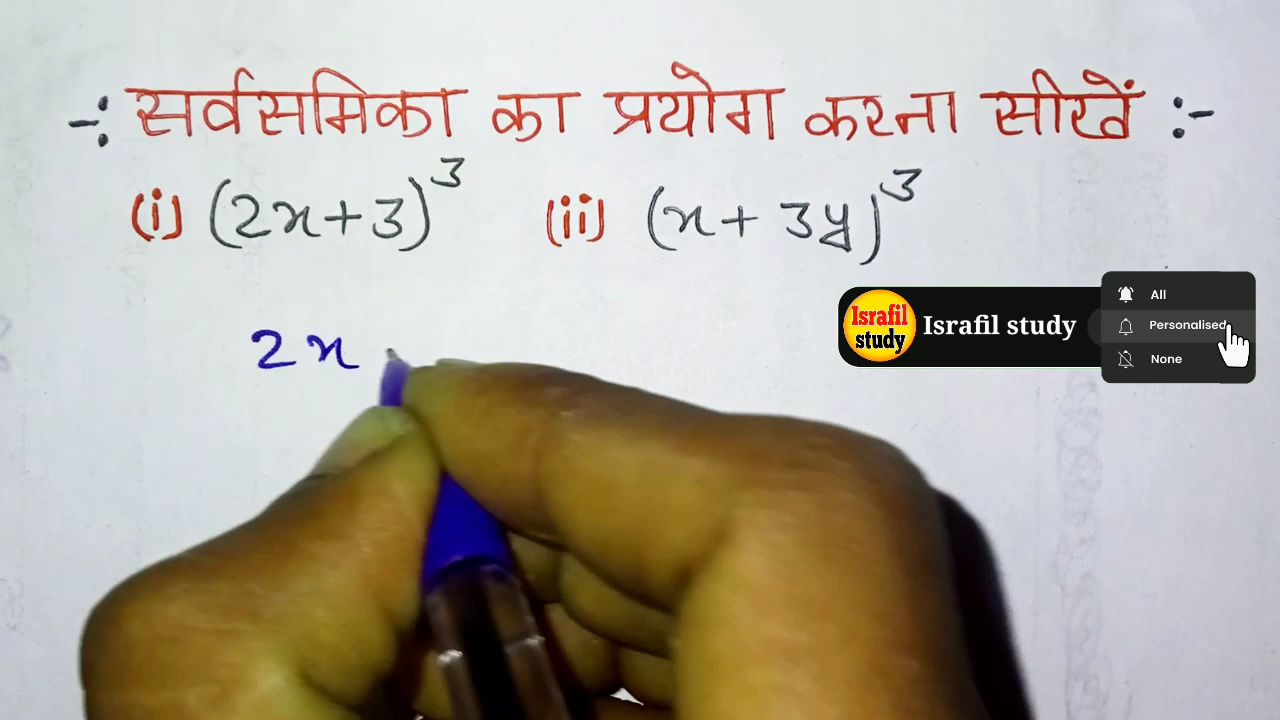 -: सर्वसमिका का प्रयोग करना सीखें :-
(i) (2x+3)³ (ii) (x+3y)³
All
Israfil study Israfil study Personalised
None
2x